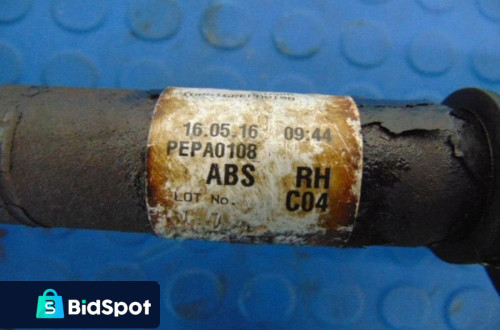 16.05.16 09:44
PEPA0108
ABS RH
LOT No. C04
S
BidSpot